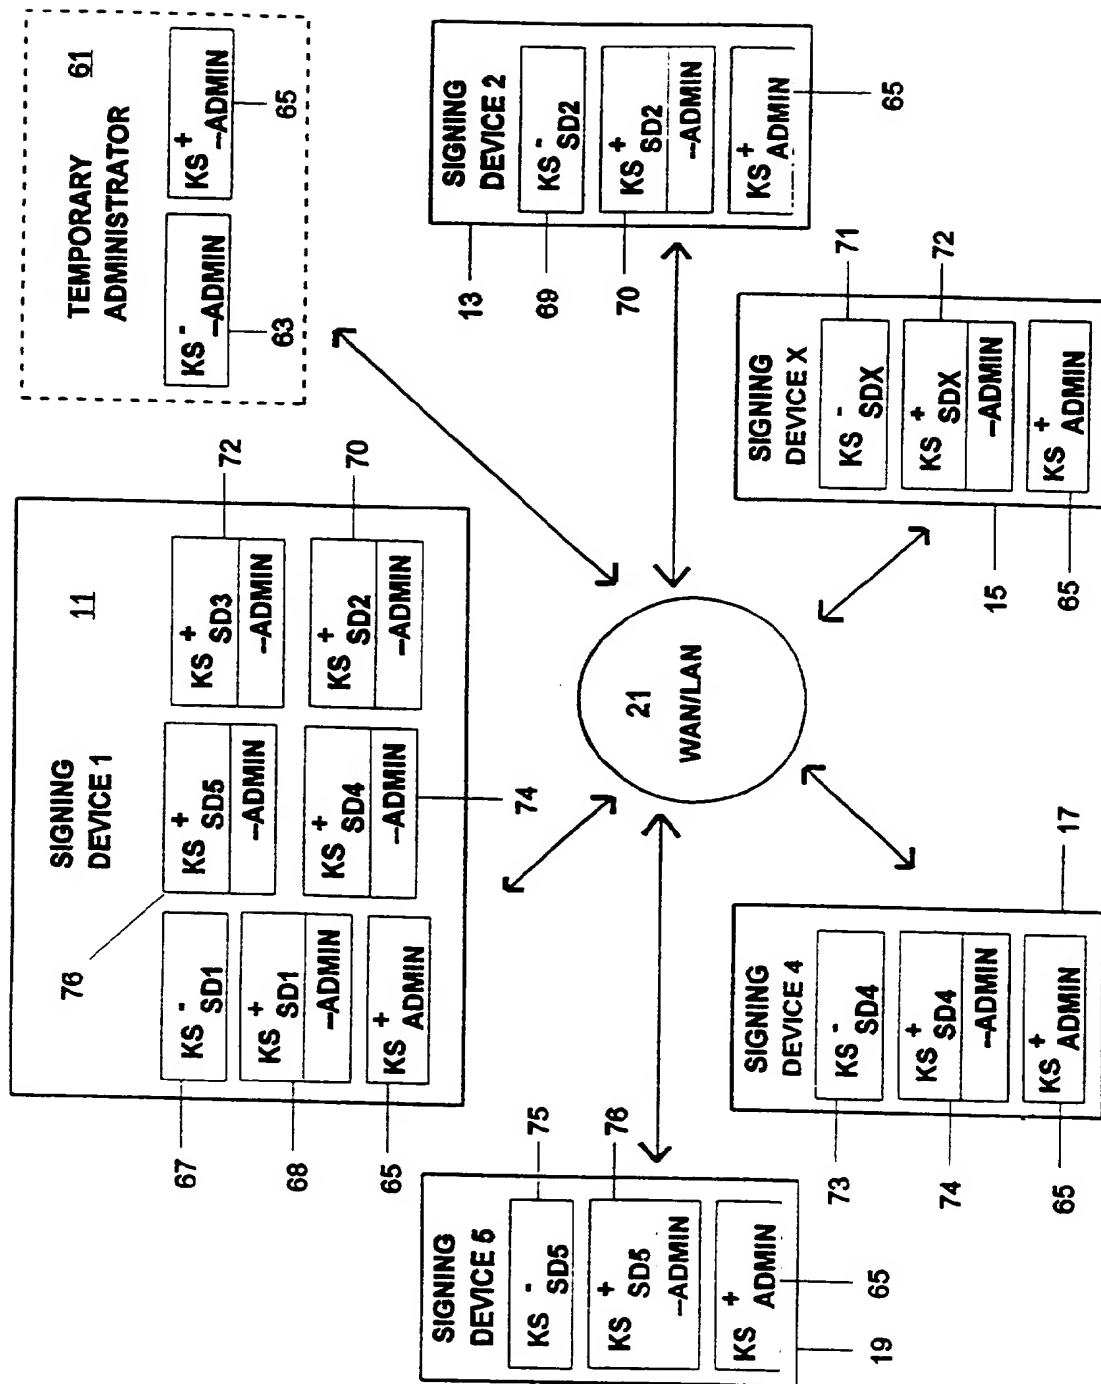 SIGNING
DEVICE 1
11
KS -
SD1
67
KS +
SD1
--ADMIN
68
KS +
ADMIN
65
KS +
SD5
--ADMIN
76
KS +
SD4
--ADMIN
74
KS +
SD3
--ADMIN
72
KS +
SD2
--ADMIN
70
TEMPORARY
ADMINISTRATOR
61
KS -
--ADMIN
63
KS +
--ADMIN
65
SIGNING
DEVICE 5
KS -
SD5
75
KS +
SD5
--ADMIN
76
KS +
ADMIN
65
19
21
WAN/LAN
SIGNING
DEVICE 2
13
KS -
SD2
69
KS +
SD2
--ADMIN
70
KS +
ADMIN
65
SIGNING
DEVICE 4
17
KS -
SD4
73
KS +
SD4
--ADMIN
74
KS +
ADMIN
65
SIGNING
DEVICE X
KS -
SDX
71
KS +
SDX
--ADMIN
72
15
KS +
ADMIN
65